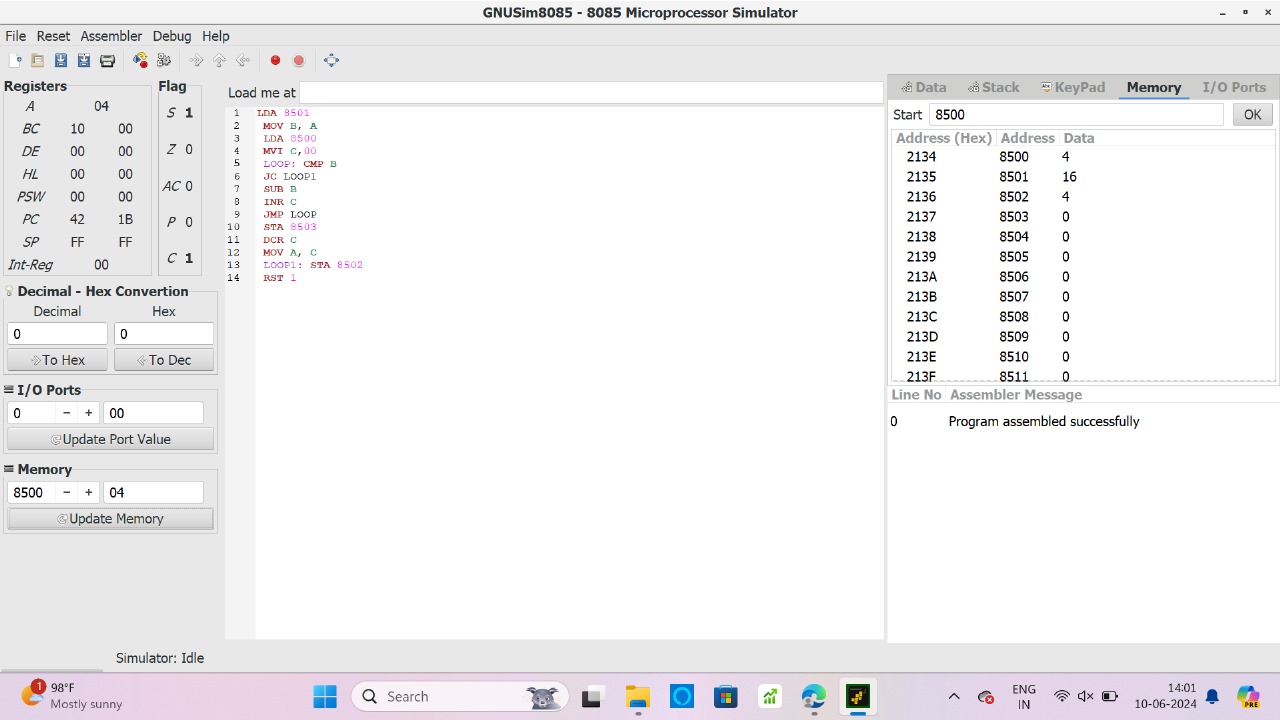 GNUSim8085 - 8085 Microprocessor Simulator
File Reset Assembler Debug Help
Registers
A 04
BC 10 00
DE 00 00
HL 00 00
PSW 00 00
PC 42 1B
SP FF FF
Int-Reg 00
Flag
S 1
Z 0
AC 0
P 0
C 1
Decimal - Hex Convertion
Decimal Hex
0 0
To Hex To Dec
I/O Ports
0 − + 00
Update Port Value
Memory
8500 − + 04
Update Memory
Load me at
1 LDA 8501
2 MOV B, A
3 LDA 8500
4 MVI C,00
5 LOOP: CMP B
6 JC LOOP1
7 SUB B
8 INR C
9 JMP LOOP
10 STA 8503
11 DCR C
12 MOV A, C
13 LOOP1: STA 8502
14 RST 1
Data Stack KeyPad Memory I/O Ports
Start 8500 OK
Address (Hex) Address Data
2134 8500 4
2135 8501 16
2136 8502 4
2137 8503 0
2138 8504 0
2139 8505 0
213A 8506 0
213B 8507 0
213C 8508 0
213D 8509 0
213E 8510 0
213F 8511 0
Line No Assembler Message
0 Program assembled successfully
Simulator: Idle
1
98°F
Mostly sunny
Search
ENG
IN
14:01
10-06-2024
PRE